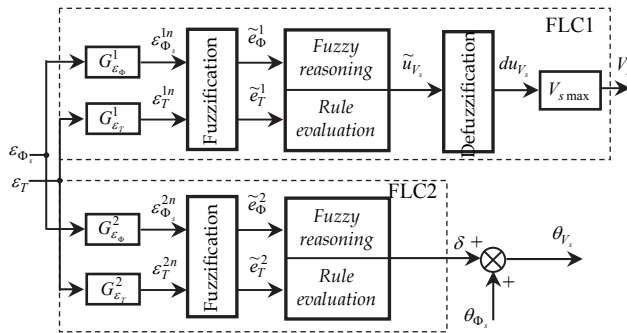 FLC1
G^1_{ε_Φ} ε^{1n}_{Φ_s} Fuzzification ẽ^1_Φ Fuzzy reasoning ũ_{V_s} Defuzzification du_{V_s} V_{s max} V_s
G^1_{ε_T} ε^{1n}_T ẽ^1_T Rule evaluation
ε_{Φ_s}
ε_T
FLC2
G^2_{ε_Φ} ε^{2n}_{Φ_s} Fuzzification ẽ^2_Φ Fuzzy reasoning δ + θ_{V_s}
G^2_{ε_T} ε^{2n}_T ẽ^2_T Rule evaluation +
θ_{Φ_s}